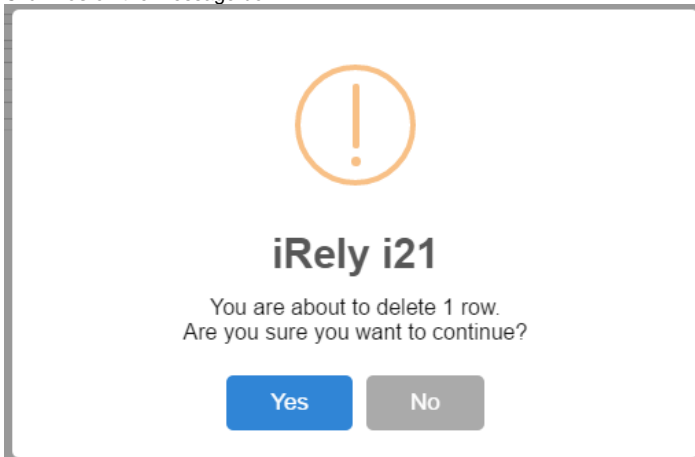 iRely i21
You are about to delete 1 row.
Are you sure you want to continue?
Yes
No